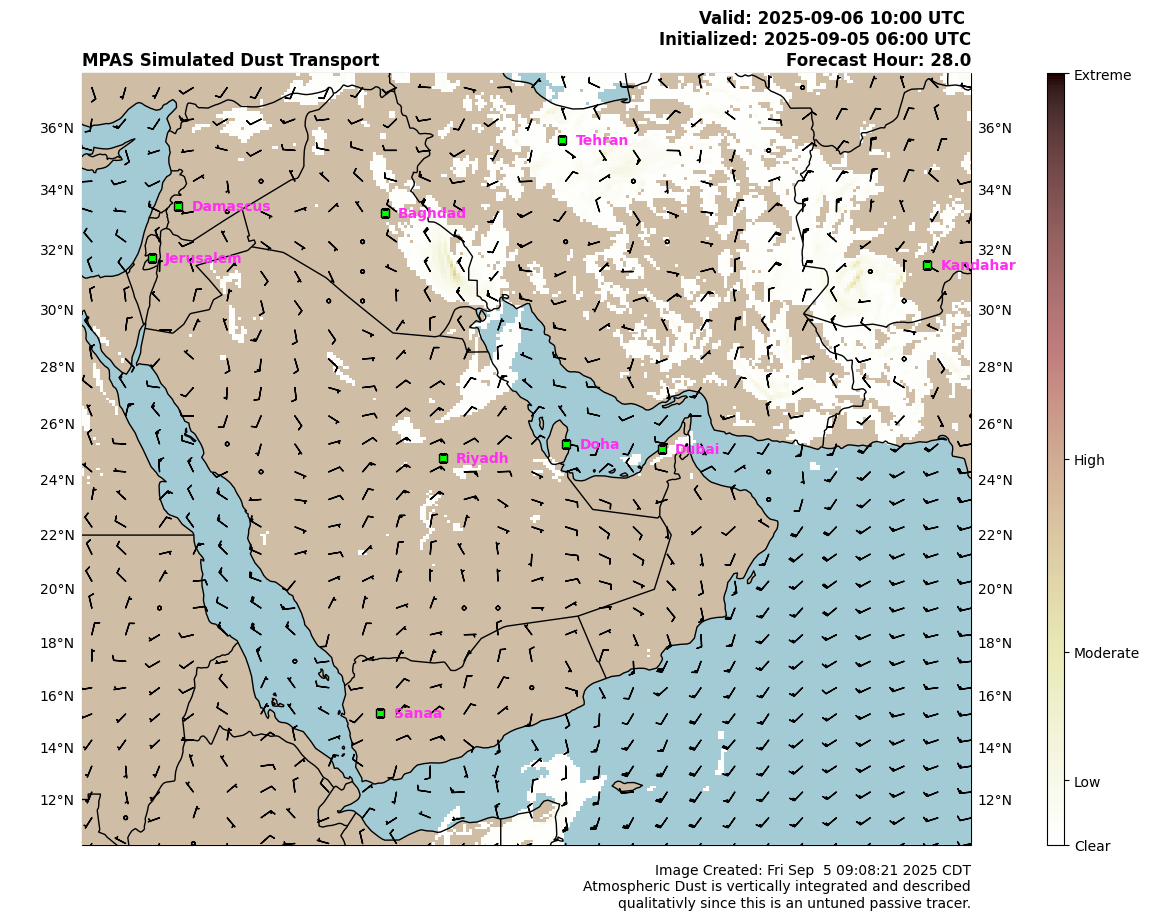 Valid: 2025-09-06 10:00 UTC
Initialized: 2025-09-05 06:00 UTC
MPAS Simulated Dust Transport
Forecast Hour: 28.0
Extreme
36°N
Tehran
36°N
34°N
34°N
Damascus
Baghdad
32°N
32°N
Jerusalem
Kandahar
30°N
30°N
28°N
28°N
26°N
26°N
Doha
Dubai
Riyadh
High
24°N
24°N
22°N
22°N
20°N
20°N
18°N
18°N
Moderate
16°N
16°N
Sanaa
14°N
14°N
Low
12°N
12°N
Clear
Image Created: Fri Sep  5 09:08:21 2025 CDT
Atmospheric Dust is vertically integrated and described
qualitativly since this is an untuned passive tracer.